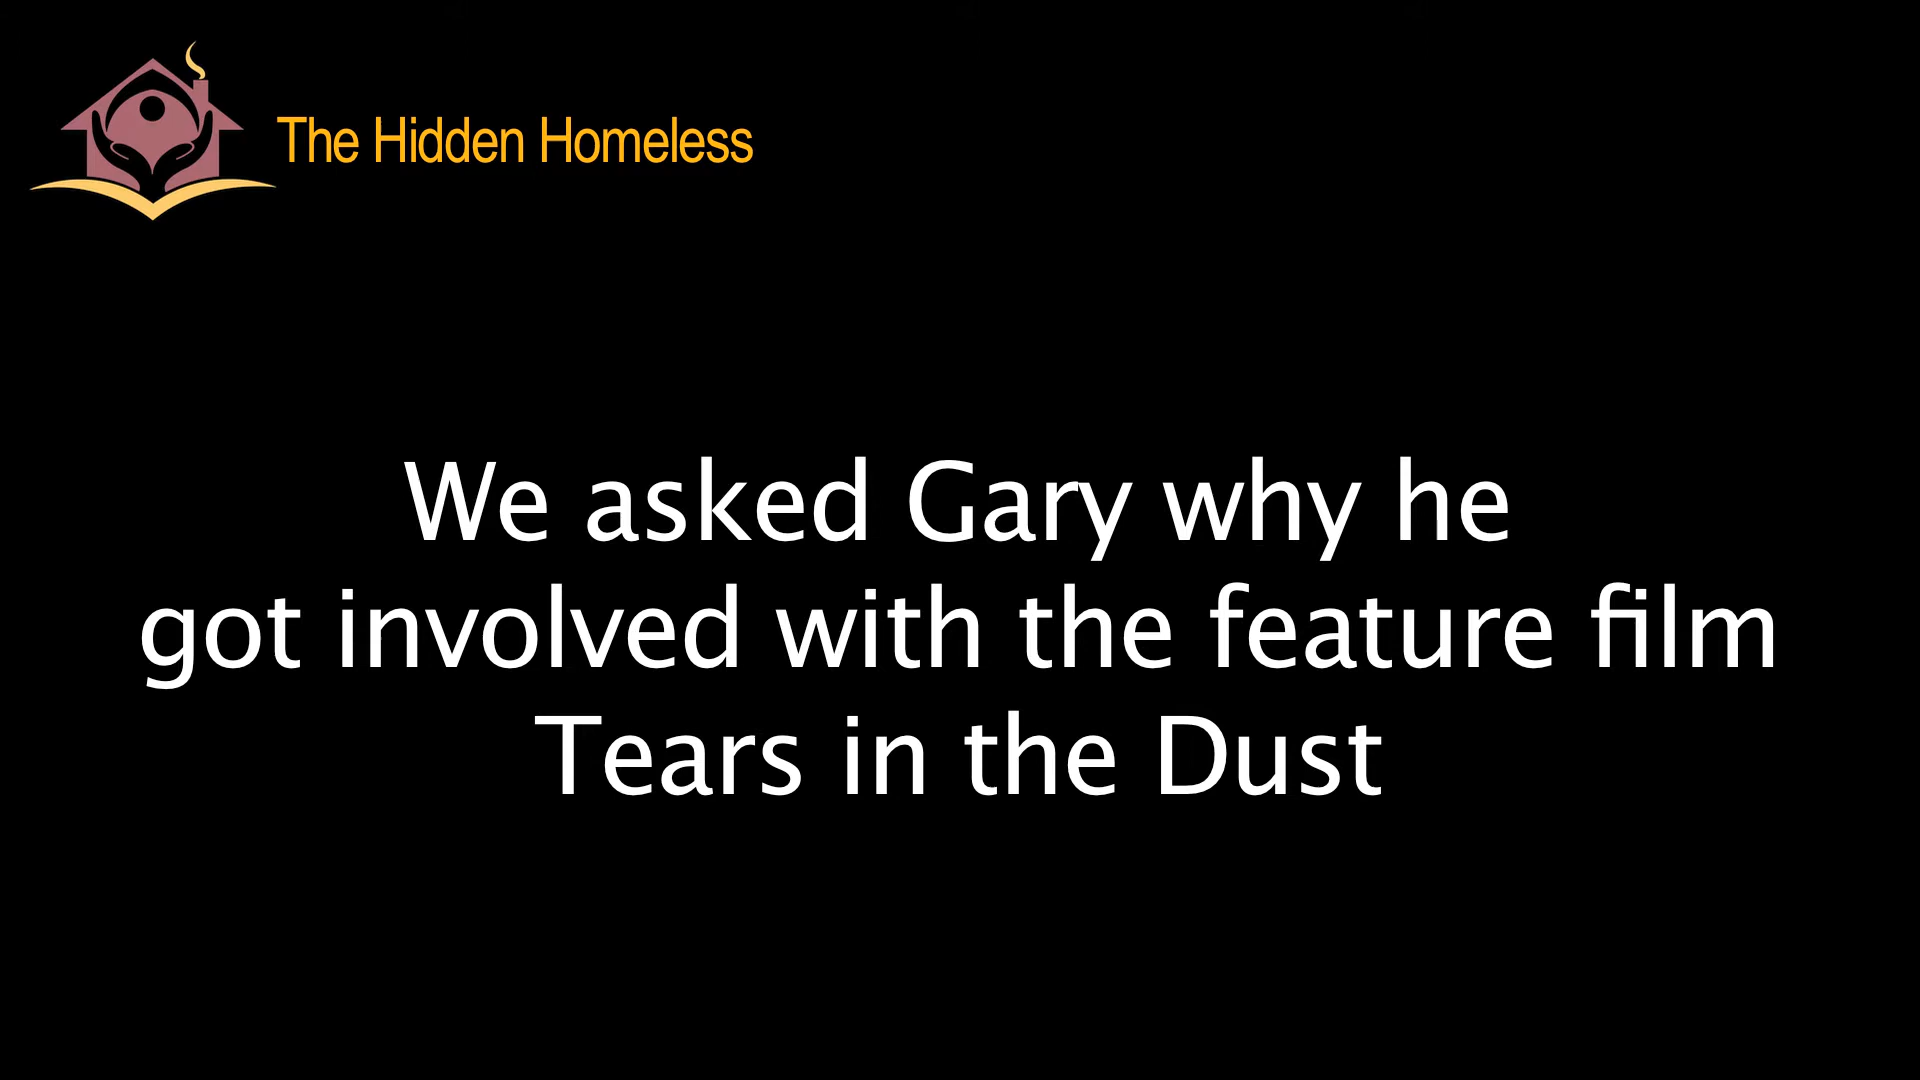 The Hidden Homeless
We asked Gary why he
got involved with the feature film
Tears in the Dust